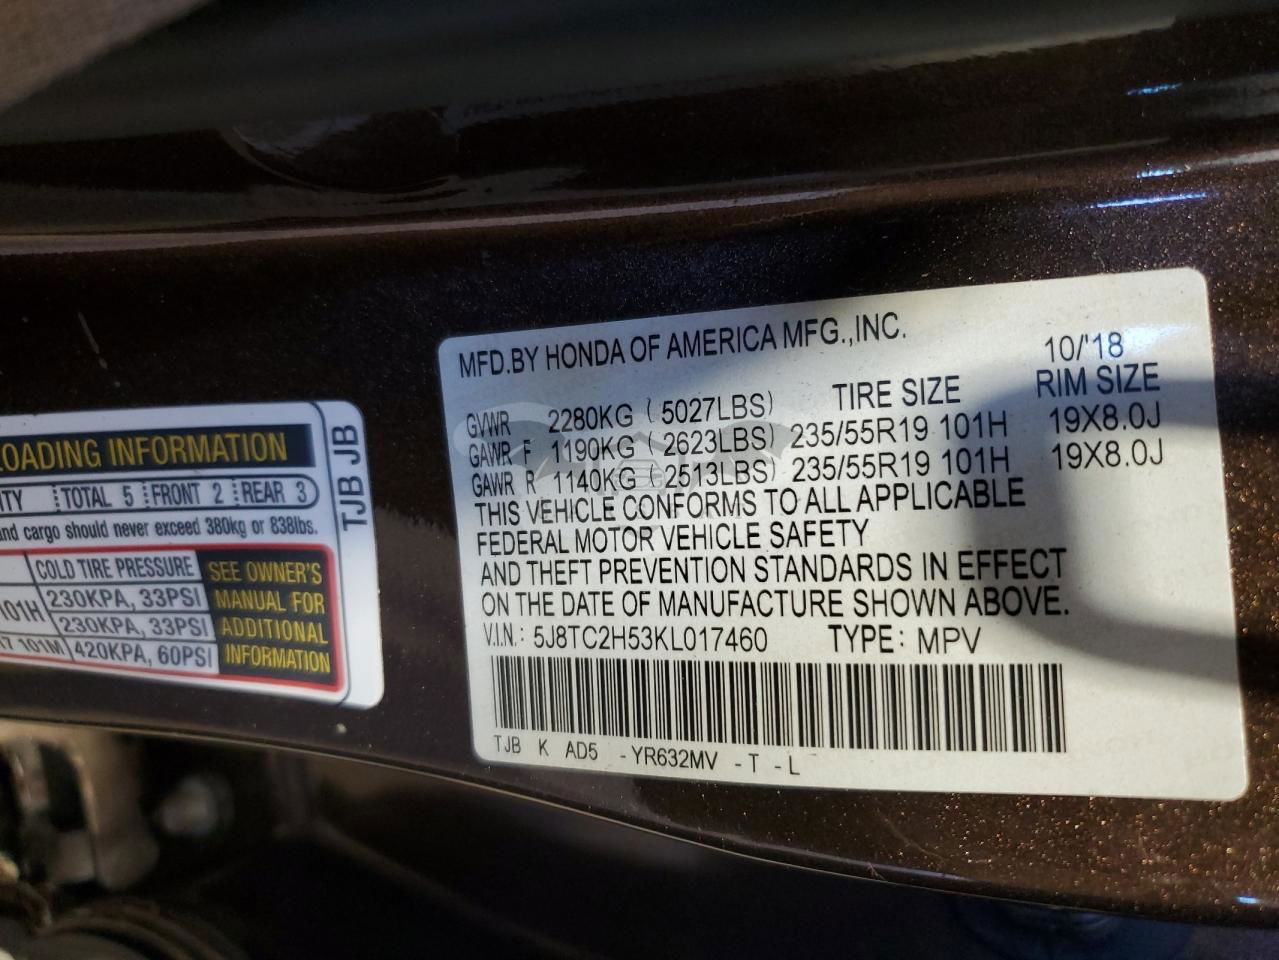 LOADING INFORMATION
TOTAL 5 FRONT 2 REAR 3
and cargo should never exceed 380kg or 838lbs.
COLD TIRE PRESSURE
101H 230KPA, 33PSI
230KPA, 33PSI
101M 420KPA, 60PSI
SEE OWNER'S
MANUAL FOR
ADDITIONAL
INFORMATION
TJB JB
MFD.BY HONDA OF AMERICA MFG.,INC. 10/'18
GVWR 2280KG (5027LBS) TIRE SIZE RIM SIZE
GAWR F 1190KG (2623LBS) 235/55R19 101H 19X8.0J
GAWR R 1140KG (2513LBS) 235/55R19 101H 19X8.0J
THIS VEHICLE CONFORMS TO ALL APPLICABLE
FEDERAL MOTOR VEHICLE SAFETY
AND THEFT PREVENTION STANDARDS IN EFFECT
ON THE DATE OF MANUFACTURE SHOWN ABOVE.
V.I.N.: 5J8TC2H53KL017460 TYPE: MPV
TJB K AD5 -YR632MV -T -L